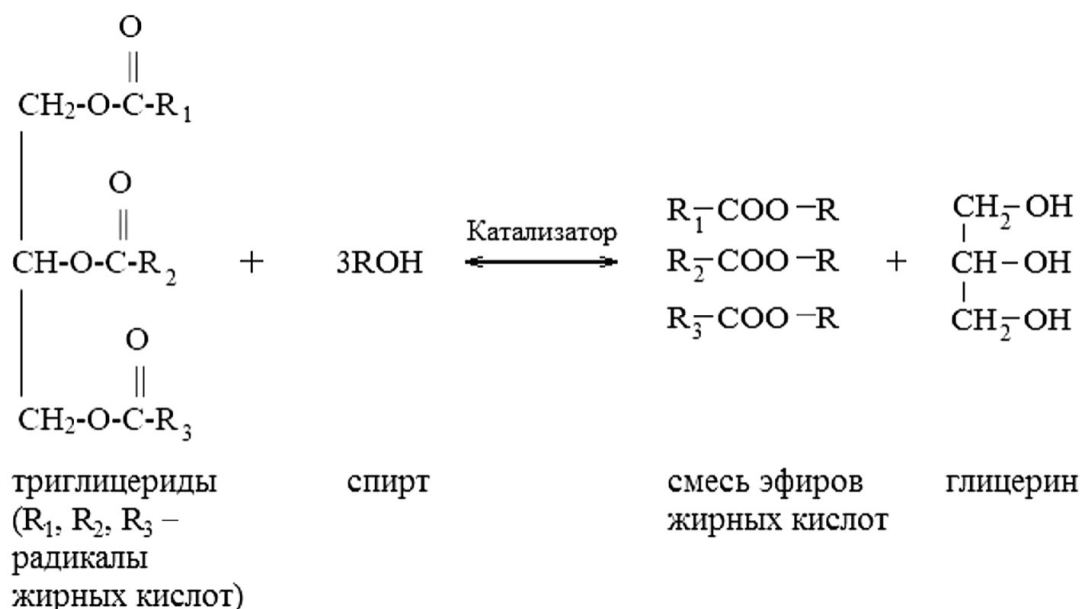 O
||
CH₂-O-C-R₁
O
||
CH-O-C-R₂ + 3ROH Катализатор R₁–COO–R
R₂–COO–R + CH₂–OH
R₃–COO–R CH–OH
O CH₂–OH
||
CH₂-O-C-R₃
триглицериды спирт смесь эфиров глицерин
(R₁, R₂, R₃ – жирных кислот
радикалы
жирных кислот)